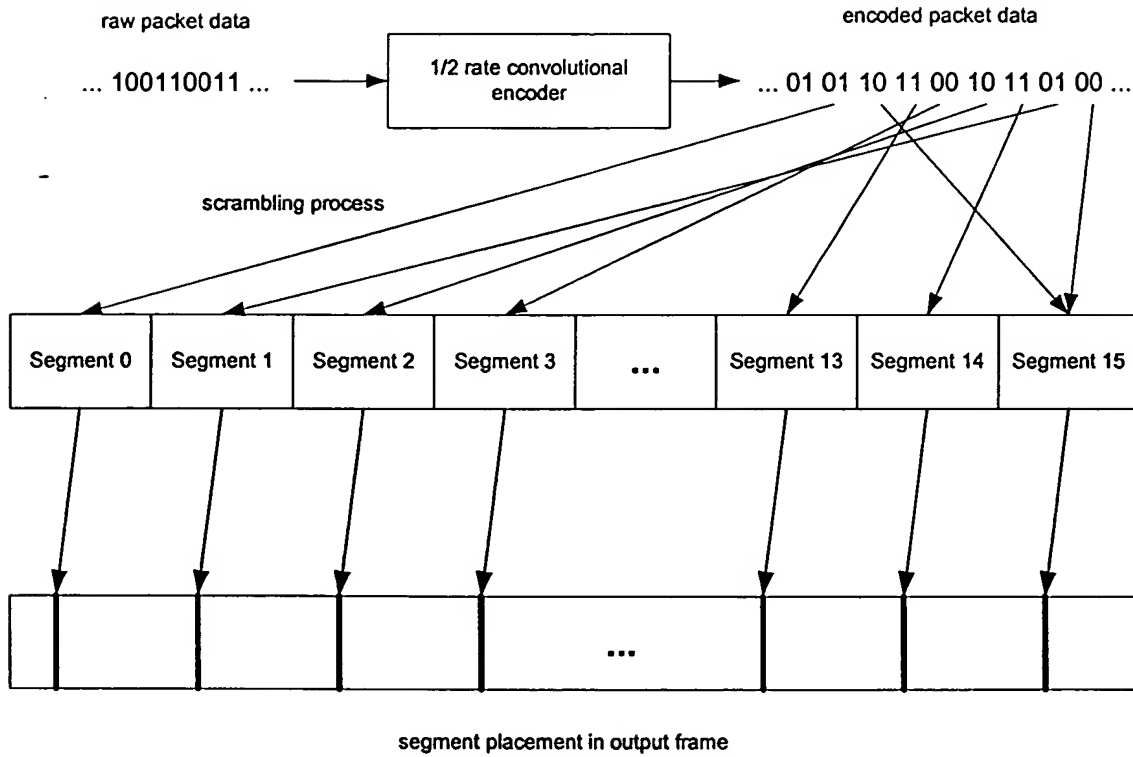 raw packet data
encoded packet data
... 100110011 ...
1/2 rate convolutional
encoder
... 01 01 10 11 00 10 11 01 00 ...
scrambling process
Segment 0
Segment 1
Segment 2
Segment 3
...
Segment 13
Segment 14
Segment 15
...
segment placement in output frame